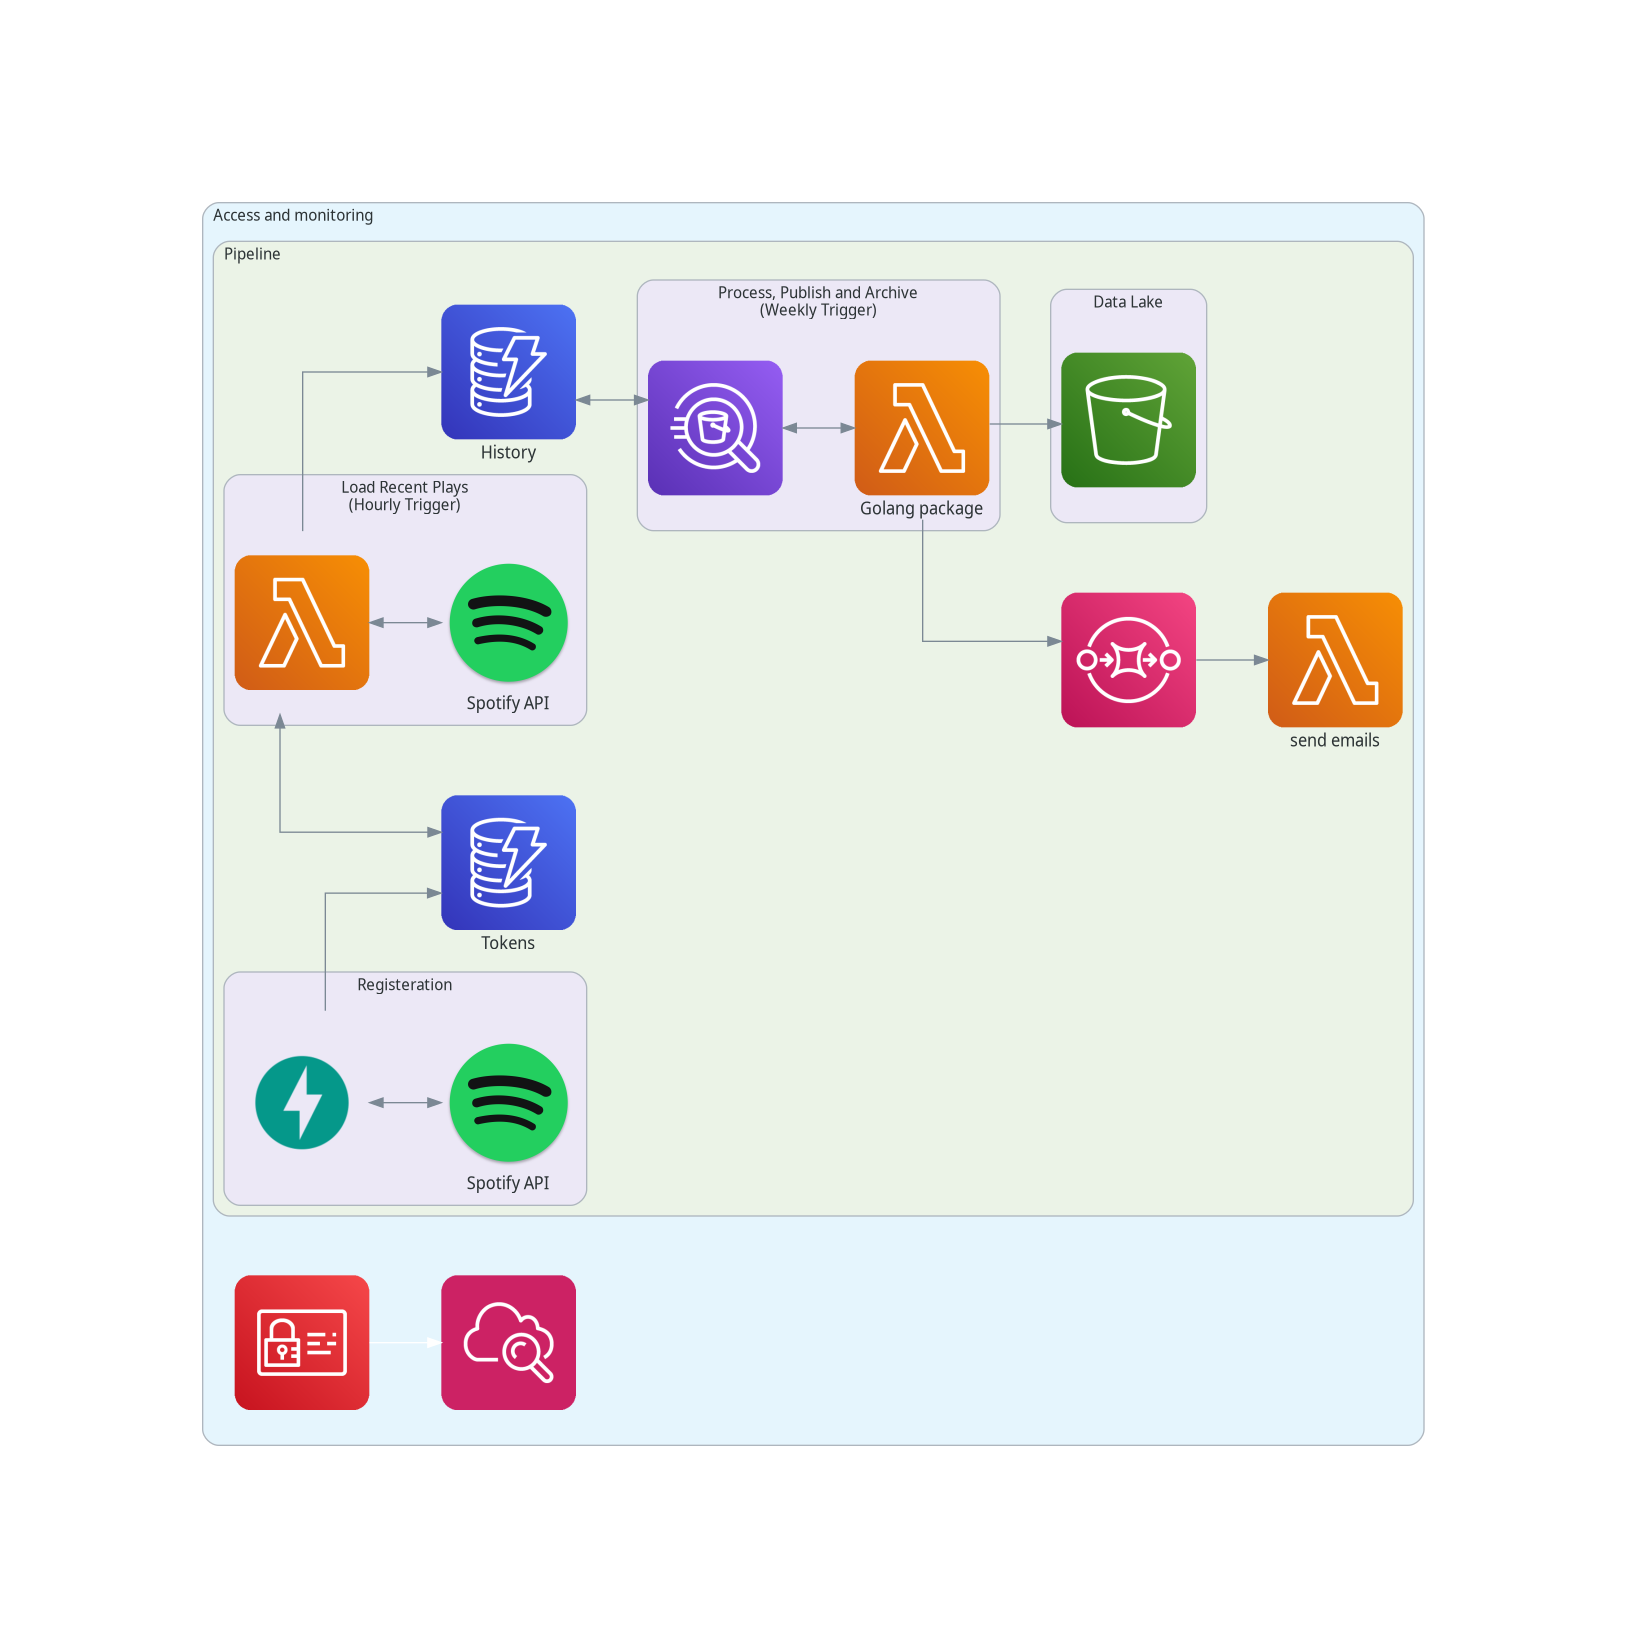 Access and monitoring
Pipeline
Process, Publish and Archive
(Weekly Trigger)
Data Lake
History
Golang package
Load Recent Plays
(Hourly Trigger)
Spotify API
send emails
Tokens
Registeration
Spotify API